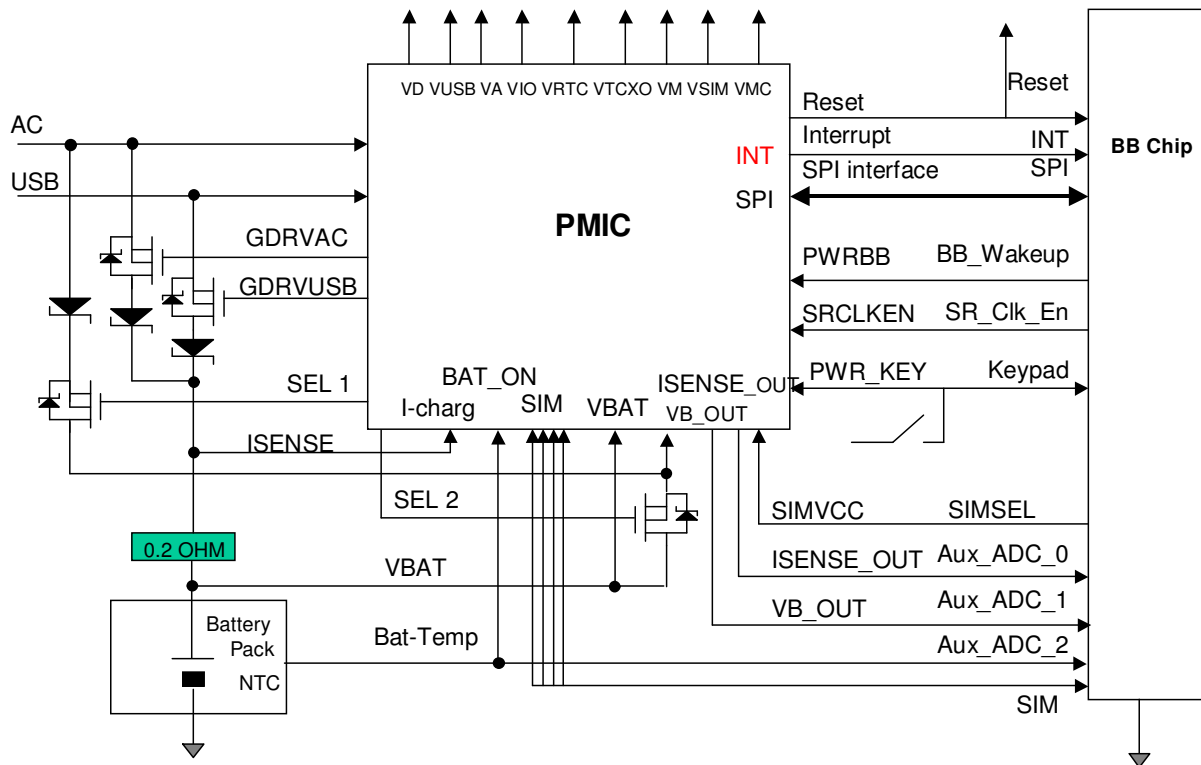 VD VUSB VA VIO VRTC VTCXO VM VSIM VMC
Reset
Reset
AC
Interrupt
INT
BB Chip
INT
SPI interface
SPI
USB
SPI
PMIC
GDRVAC
PWRBB
BB_Wakeup
GDRVUSB
SRCLKEN
SR_Clk_En
SEL 1
BAT_ON
ISENSE_OUT
PWR_KEY
Keypad
I-charg
SIM
VBAT
VB_OUT
ISENSE
SEL 2
SIMVCC
SIMSEL
0.2 OHM
VBAT
ISENSE_OUT
Aux_ADC_0
VB_OUT
Aux_ADC_1
Battery
Pack
Bat-Temp
Aux_ADC_2
NTC
SIM